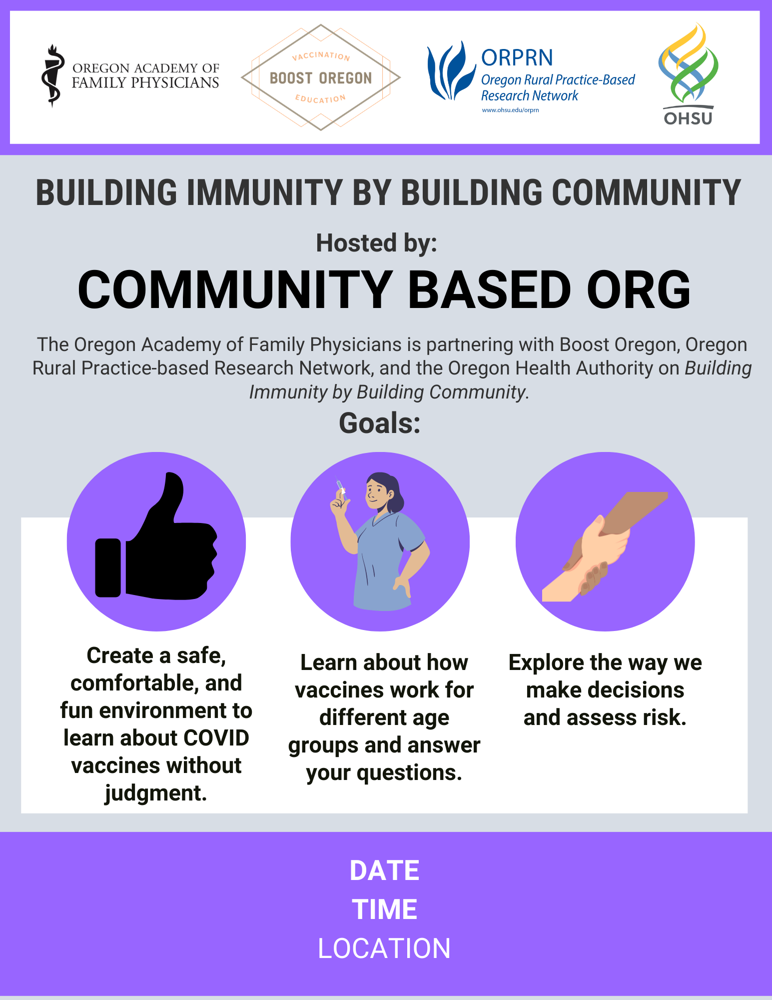 OREGON ACADEMY OF
FAMILY PHYSICIANS
VACCINATION
BOOST OREGON
EDUCATION
ORPRN
Oregon Rural Practice-Based
Research Network
www.ohsu.edu/orprn
OHSU
BUILDING IMMUNITY BY BUILDING COMMUNITY
Hosted by:
COMMUNITY BASED ORG
The Oregon Academy of Family Physicians is partnering with Boost Oregon, Oregon
Rural Practice-based Research Network, and the Oregon Health Authority on Building
Immunity by Building Community.
Goals:
Create a safe,
comfortable, and
fun environment to
learn about COVID
vaccines without
judgment.
Learn about how
vaccines work for
different age
groups and answer
your questions.
Explore the way we
make decisions
and assess risk.
DATE
TIME
LOCATION